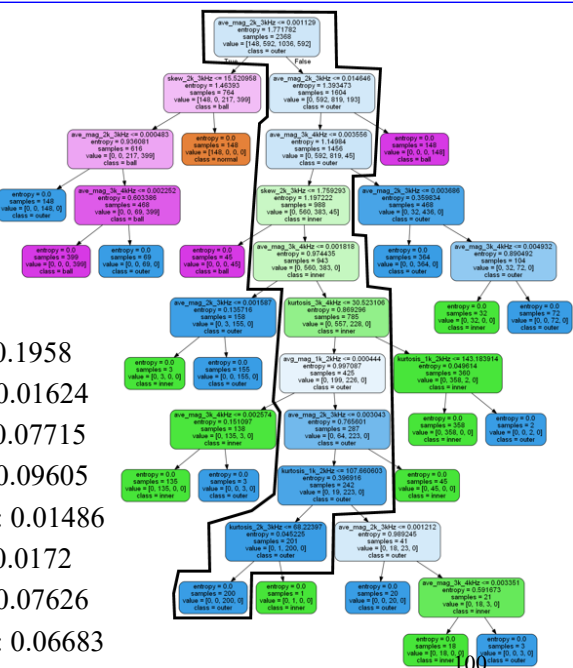 ave_mag_2k_3kHz <= 0.001129
entropy = 1.771782
samples = 2368
value = [148, 592, 1036, 592]
class = outer
True
False
skew_2k_3kHz <= 15.520958
entropy = 1.46393
samples = 764
value = [148, 0, 217, 399]
class = ball
ave_mag_2k_3kHz <= 0.014646
entropy = 1.393473
samples = 1604
value = [0, 592, 819, 193]
class = outer
ave_mag_2k_3kHz <= 0.000483
entropy = 0.936081
samples = 616
value = [0, 0, 217, 399]
class = ball
entropy = 0.0
samples = 148
value = [148, 0, 0, 0]
class = normal
ave_mag_3k_4kHz <= 0.003556
entropy = 1.14984
samples = 1456
value = [0, 592, 819, 45]
class = outer
entropy = 0.0
samples = 148
value = [0, 0, 0, 148]
class = ball
entropy = 0.0
samples = 148
value = [0, 0, 148, 0]
class = outer
ave_mag_3k_4kHz <= 0.002252
entropy = 0.603386
samples = 468
value = [0, 0, 69, 399]
class = ball
skew_2k_3kHz <= 1.759293
entropy = 1.197222
samples = 988
value = [0, 560, 383, 45]
class = inner
ave_mag_2k_3kHz <= 0.003686
entropy = 0.359834
samples = 468
value = [0, 32, 436, 0]
class = outer
entropy = 0.0
samples = 399
value = [0, 0, 0, 399]
class = ball
entropy = 0.0
samples = 69
value = [0, 0, 69, 0]
class = outer
entropy = 0.0
samples = 45
value = [0, 0, 0, 45]
class = ball
ave_mag_3k_4kHz <= 0.001818
entropy = 0.974435
samples = 943
value = [0, 560, 383, 0]
class = inner
entropy = 0.0
samples = 364
value = [0, 0, 364, 0]
class = outer
ave_mag_3k_4kHz <= 0.004932
entropy = 0.890492
samples = 104
value = [0, 32, 72, 0]
class = outer
ave_mag_2k_3kHz <= 0.001587
entropy = 0.135716
samples = 158
value = [0, 3, 155, 0]
class = outer
kurtosis_3k_4kHz <= 30.523106
entropy = 0.869296
samples = 785
value = [0, 557, 228, 0]
class = inner
entropy = 0.0
samples = 32
value = [0, 32, 0, 0]
class = inner
entropy = 0.0
samples = 72
value = [0, 0, 72, 0]
class = outer
0.1958
entropy = 0.0
samples = 3
value = [0, 3, 0, 0]
class = inner
entropy = 0.0
samples = 155
value = [0, 0, 155, 0]
class = outer
avg_mag_1k_2kHz <= 0.000444
entropy = 0.997087
samples = 425
value = [0, 199, 226, 0]
class = outer
kurtosis_1k_2kHz <= 143.183914
entropy = 0.049614
samples = 360
value = [0, 358, 2, 0]
class = inner
0.01624
0.07715
ave_mag_3k_4kHz <= 0.002574
entropy = 0.151097
samples = 138
value = [0, 135, 3, 0]
class = inner
ave_mag_2k_3kHz <= 0.003043
entropy = 0.765601
samples = 287
value = [0, 64, 223, 0]
class = outer
entropy = 0.0
samples = 358
value = [0, 358, 0, 0]
class = inner
entropy = 0.0
samples = 2
value = [0, 0, 2, 0]
class = outer
0.09605
entropy = 0.0
samples = 135
value = [0, 135, 0, 0]
class = inner
entropy = 0.0
samples = 3
value = [0, 0, 3, 0]
class = outer
kurtosis_1k_2kHz <= 107.660603
entropy = 0.396916
samples = 242
value = [0, 19, 223, 0]
class = outer
entropy = 0.0
samples = 45
value = [0, 45, 0, 0]
class = inner
: 0.01486
0.0172
kurtosis_2k_3kHz <= 68.22397
entropy = 0.045225
samples = 201
value = [0, 1, 200, 0]
class = outer
ave_mag_2k_3kHz <= 0.001212
entropy = 0.989245
samples = 41
value = [0, 18, 23, 0]
class = outer
0.07626
entropy = 0.0
samples = 200
value = [0, 0, 200, 0]
class = outer
entropy = 0.0
samples = 1
value = [0, 1, 0, 0]
class = inner
entropy = 0.0
samples = 20
value = [0, 0, 20, 0]
class = outer
ave_mag_3k_4kHz <= 0.003351
entropy = 0.591673
samples = 21
value = [0, 18, 3, 0]
class = inner
: 0.06683
entropy = 0.0
samples = 18
value = [0, 18, 0, 0]
class = inner
entropy = 0.0
samples = 3
value = [0, 0, 3, 0]
class = outer
100